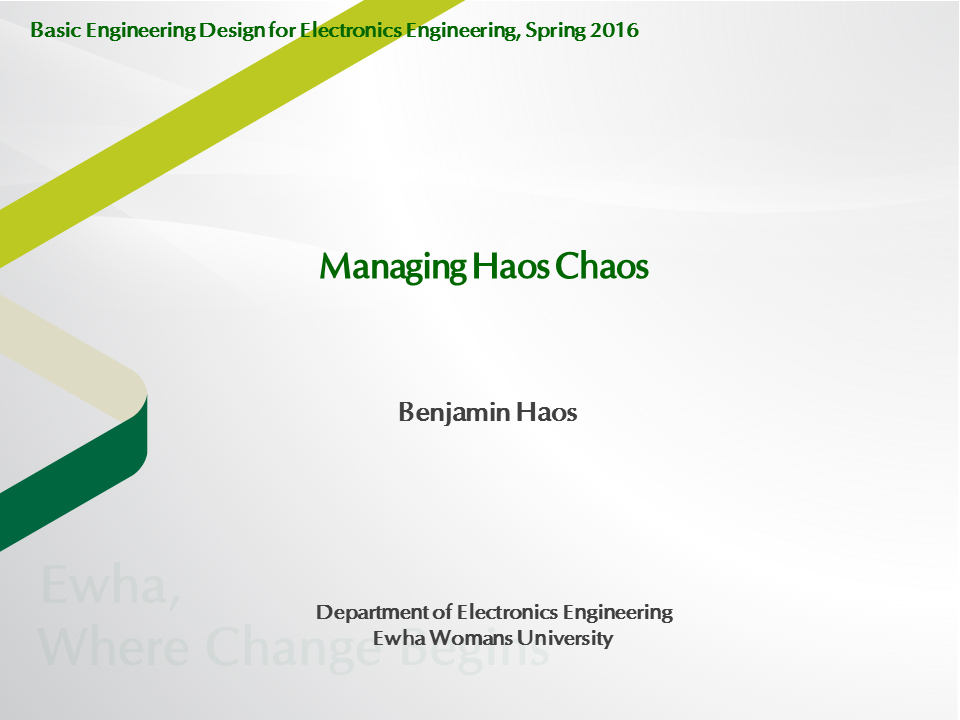 Basic Engineering Design for Electronics Engineering, Spring 2016
Managing Haos Chaos
Benjamin Haos
Department of Electronics Engineering
Ewha Womans University
Ewha,
Where Change Begins